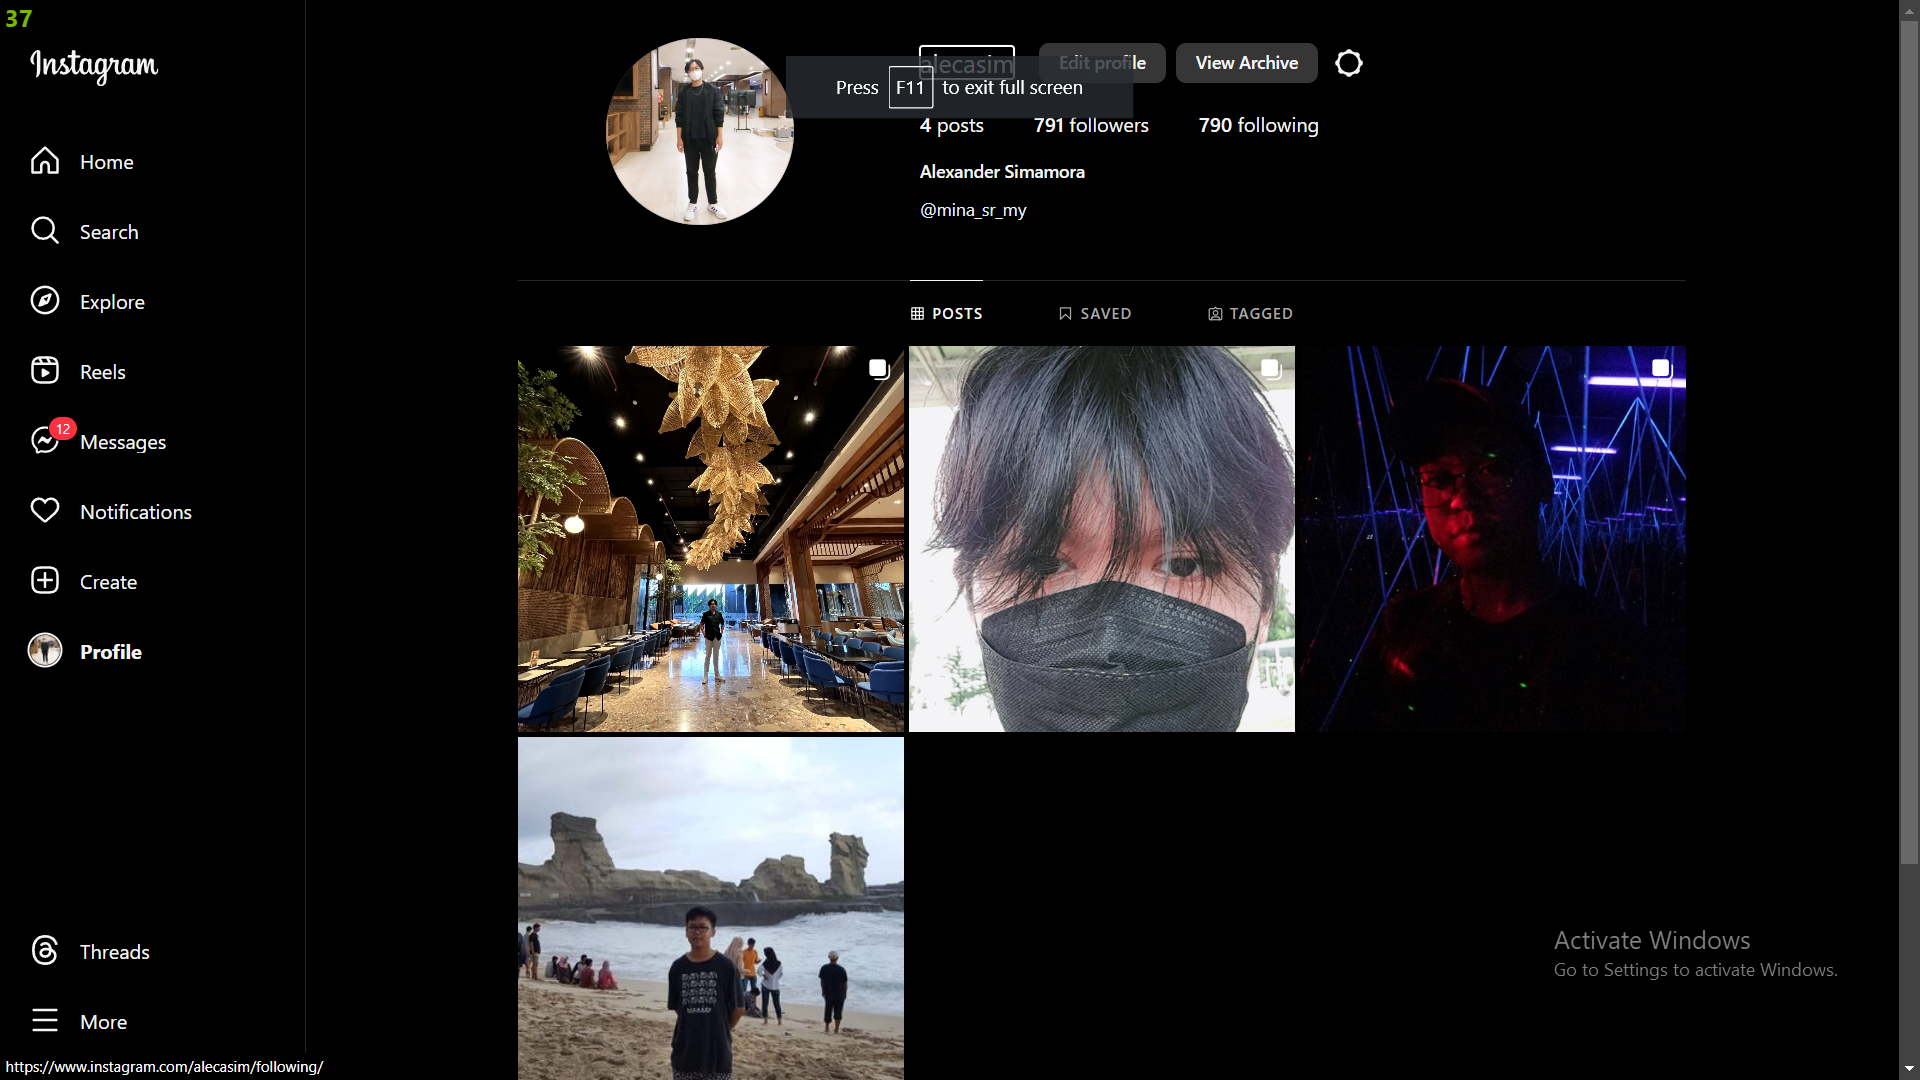 37
Instagram
Home
Search
Explore
Reels
12
Messages
Notifications
Create
Profile
Threads
More
https://www.instagram.com/alecasim/following/
alecasim
Edit profile
View Archive
Press F11 to exit full screen
4 posts
791 followers
790 following
Alexander Simamora
@mina_sr_my
POSTS
SAVED
TAGGED
Activate Windows
Go to Settings to activate Windows.